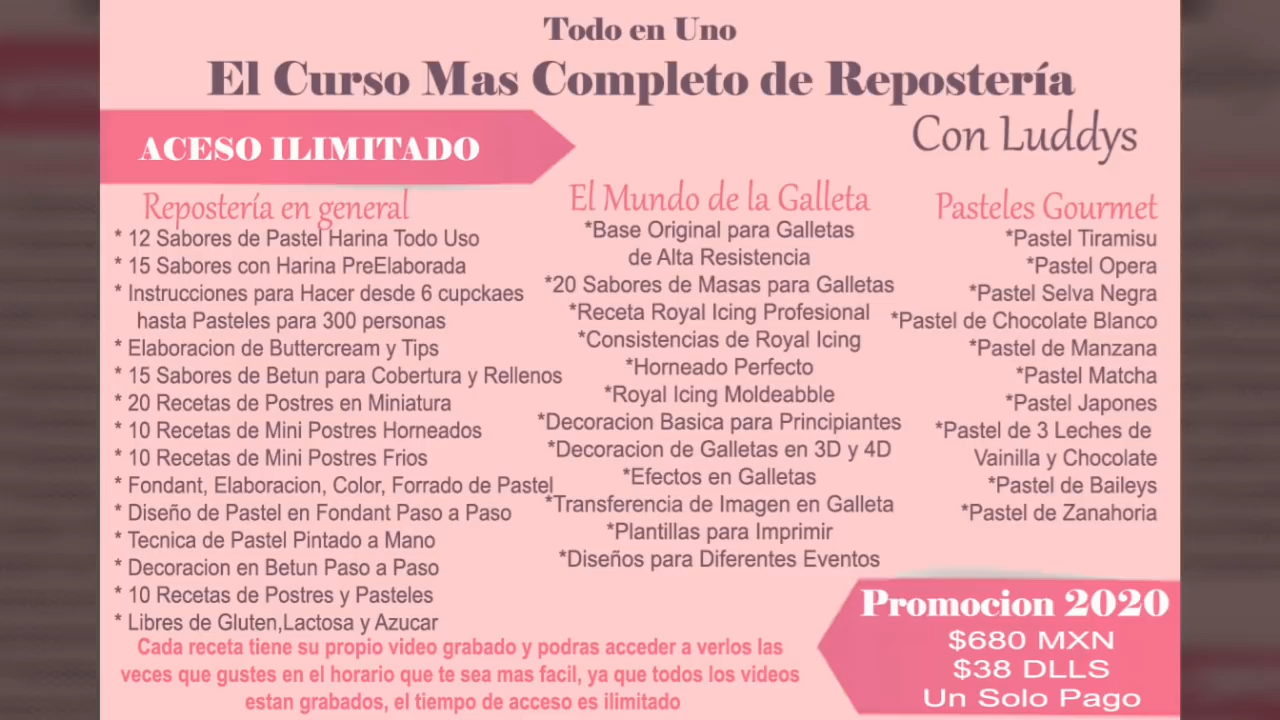 Todo en Uno
El Curso Mas Completo de Repostería
Con Luddys
ACESO ILIMITADO
Repostería en general
* 12 Sabores de Pastel Harina Todo Uso
* 15 Sabores con Harina PreElaborada
* Instrucciones para Hacer desde 6 cupckaes
hasta Pasteles para 300 personas
* Elaboracion de Buttercream y Tips
* 15 Sabores de Betun para Cobertura y Rellenos
* 20 Recetas de Postres en Miniatura
* 10 Recetas de Mini Postres Horneados
* 10 Recetas de Mini Postres Frios
* Fondant, Elaboracion, Color, Forrado de Pastel
* Diseño de Pastel en Fondant Paso a Paso
* Tecnica de Pastel Pintado a Mano
* Decoracion en Betun Paso a Paso
* 10 Recetas de Postres y Pasteles
* Libres de Gluten,Lactosa y Azucar
El Mundo de la Galleta
*Base Original para Galletas
de Alta Resistencia
*20 Sabores de Masas para Galletas
*Receta Royal Icing Profesional
*Consistencias de Royal Icing
*Horneado Perfecto
*Royal Icing Moldeabble
*Decoracion Basica para Principiantes
*Decoracion de Galletas en 3D y 4D
*Efectos en Galletas
*Transferencia de Imagen en Galleta
*Plantillas para Imprimir
*Diseños para Diferentes Eventos
Pasteles Gourmet
*Pastel Tiramisu
*Pastel Opera
*Pastel Selva Negra
*Pastel de Chocolate Blanco
*Pastel de Manzana
*Pastel Matcha
*Pastel Japones
*Pastel de 3 Leches de
Vainilla y Chocolate
*Pastel de Baileys
*Pastel de Zanahoria
Cada receta tiene su propio video grabado y podras acceder a verlos las
veces que gustes en el horario que te sea mas facil, ya que todos los videos
estan grabados, el tiempo de acceso es ilimitado
Promocion 2020
$680 MXN
$38 DLLS
Un Solo Pago